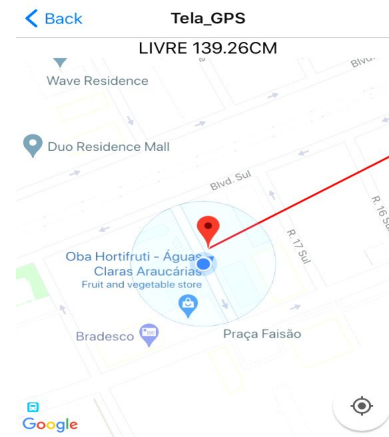 Back
Tela_GPS
LIVRE 139.26CM
Wave Residence
Duo Residence Mall
Blvd. Sul
R. 16 Sul
R. 17 Sul
Oba Hortifruti - Águas
Claras Araucárias
Fruit and vegetable store
Bradesco
Praça Faisão
Google